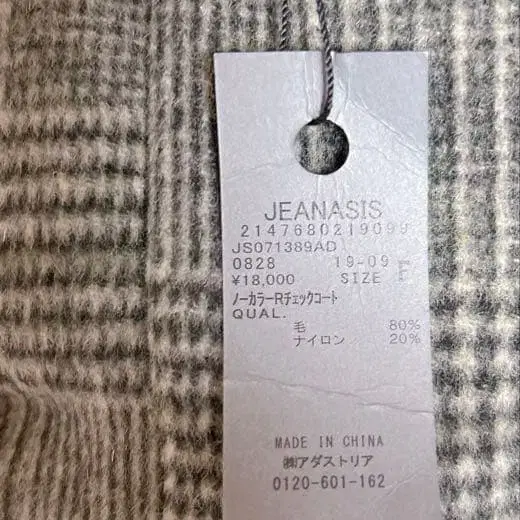 JEANASIS
2147680219099
JS071389AD
0828 19-09
¥18,000 SIZE F
ノーカラーRチェックコート
QUAL.
毛 80%
ナイロン 20%
MADE IN CHINA
㈱アダストリア
0120-601-162